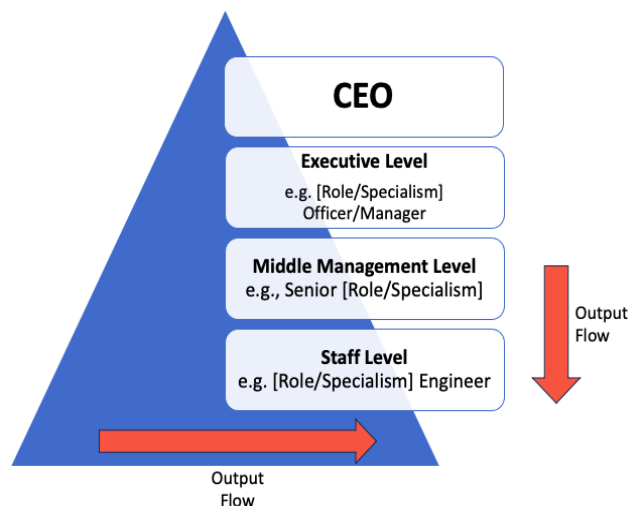 CEO
Executive Level
e.g. [Role/Specialism]
Officer/Manager
Middle Management Level
e.g., Senior [Role/Specialism]
Staff Level
e.g. [Role/Specialism] Engineer
Output
Flow
Output
Flow